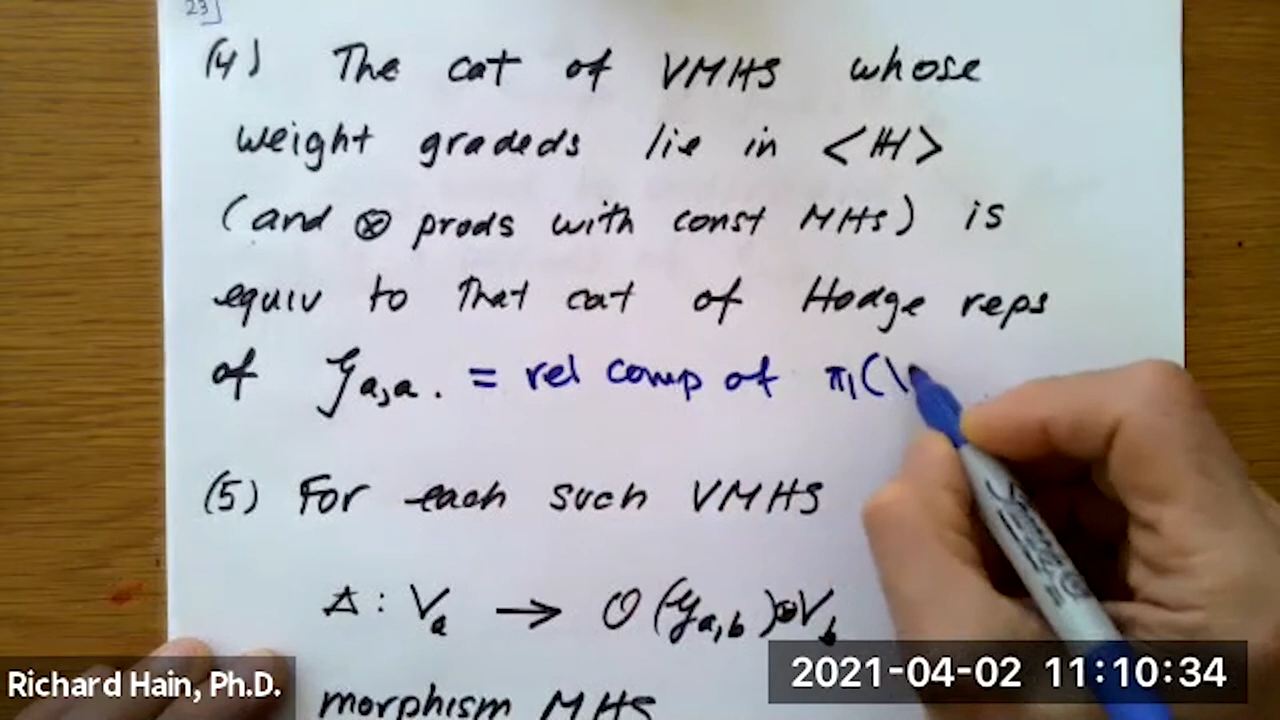 23]
(4) The cat of VMHS whose
weight gradeds lie in <ℍ>
(and ⊗ prods with const MHS) is
equiv to that cat of Hodge reps
of 𝒢a,a. = rel comp of π₁(
(5) For each such VMHS
Δ : Va → O(𝒢a,b)⊗Vb
morphism MHS
Richard Hain, Ph.D.
2021-04-02 11:10:34